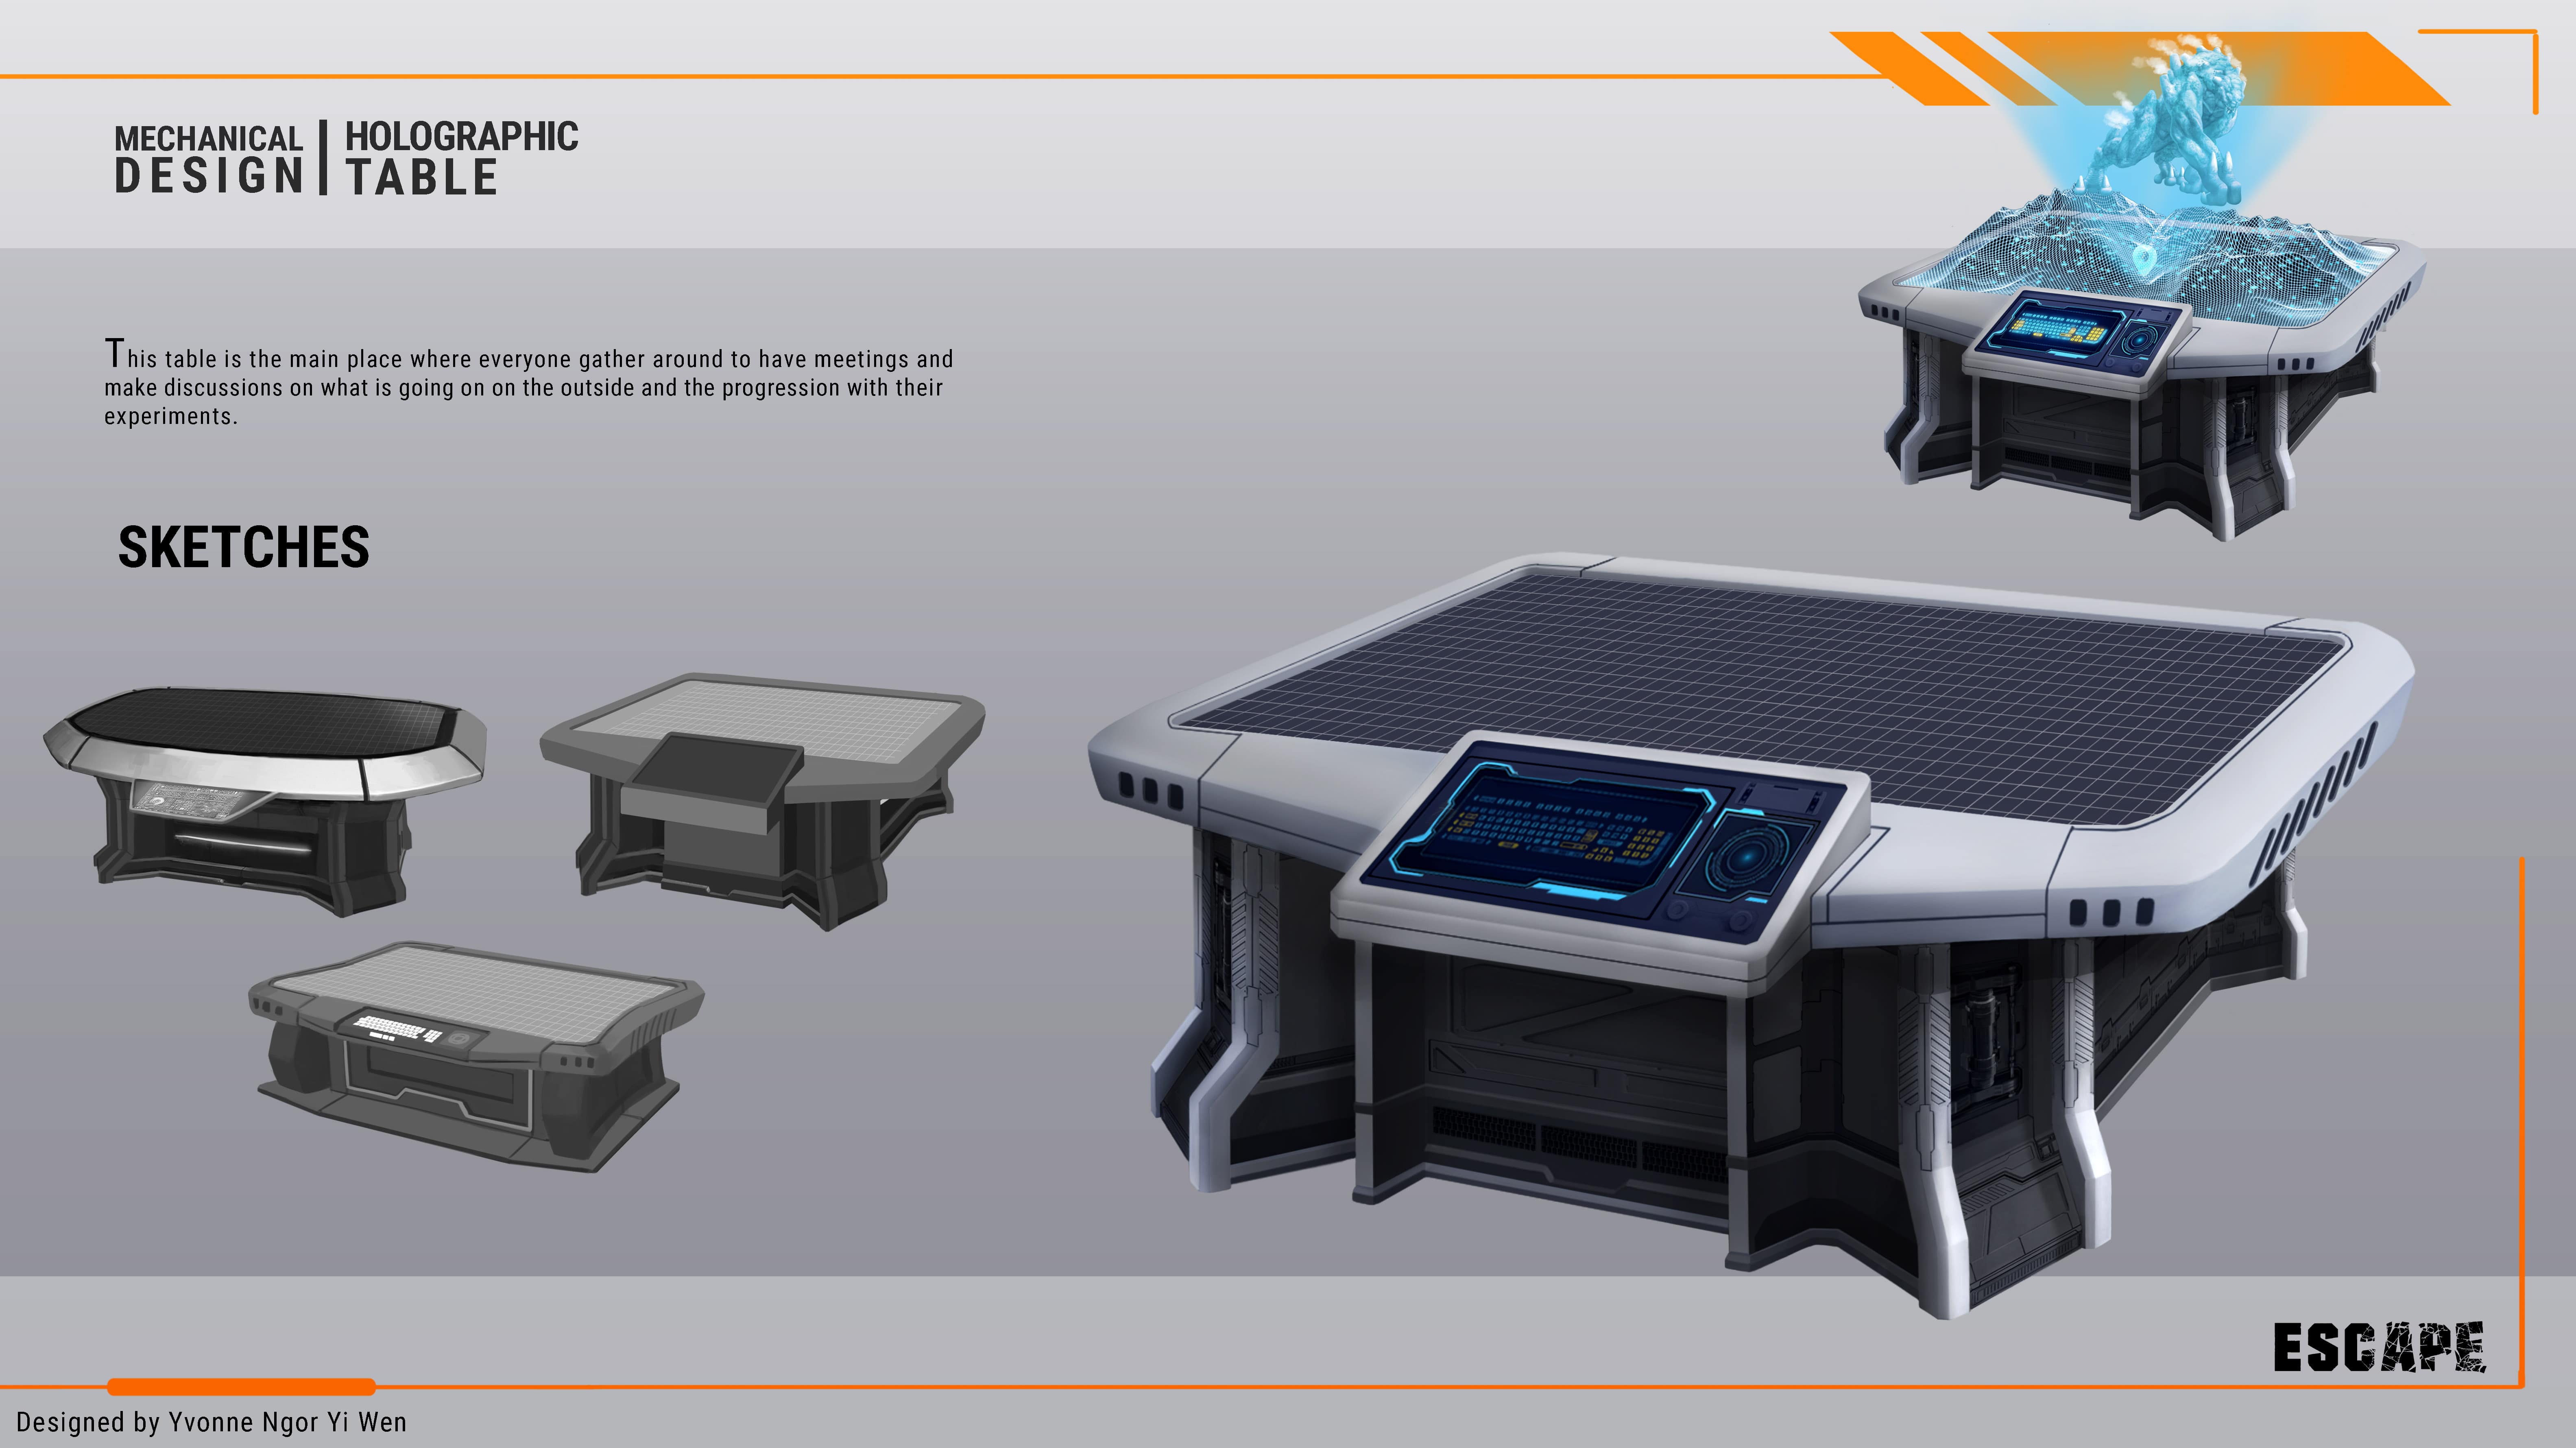 MECHANICAL
DESIGN
HOLOGRAPHIC
TABLE
This table is the main place where everyone gather around to have meetings and
make discussions on what is going on on the outside and the progression with their
experiments.
SKETCHES
ESCAPE
Designed by Yvonne Ngor Yi Wen